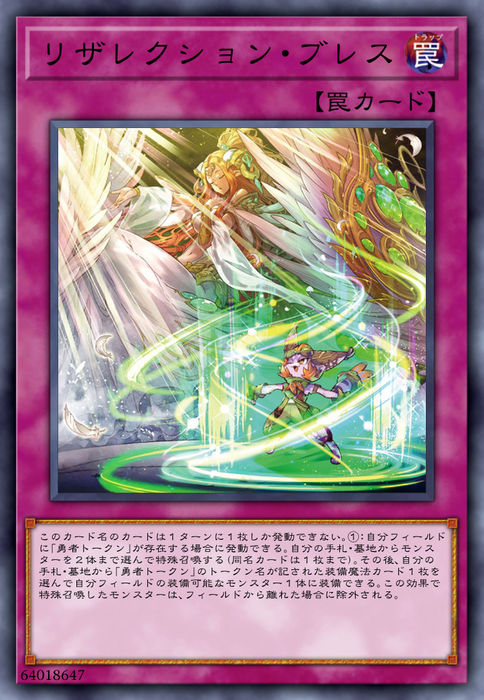 リザレクション・ブレス
トラップ
罠
【罠カード】
このカード名のカードは１ターンに１枚しか発動できない。①：自分フィールド
に「勇者トークン」が存在する場合に発動できる。自分の手札・墓地からモンス
ターを２体まで選んで特殊召喚する（同名カードは１枚まで）。その後、自分の
手札・墓地から「勇者トークン」のトークン名が記された装備魔法カード１枚を
選んで自分フィールドの装備可能なモンスター１体に装備できる。この効果で
特殊召喚したモンスターは、フィールドから離れた場合に除外される。
64018647